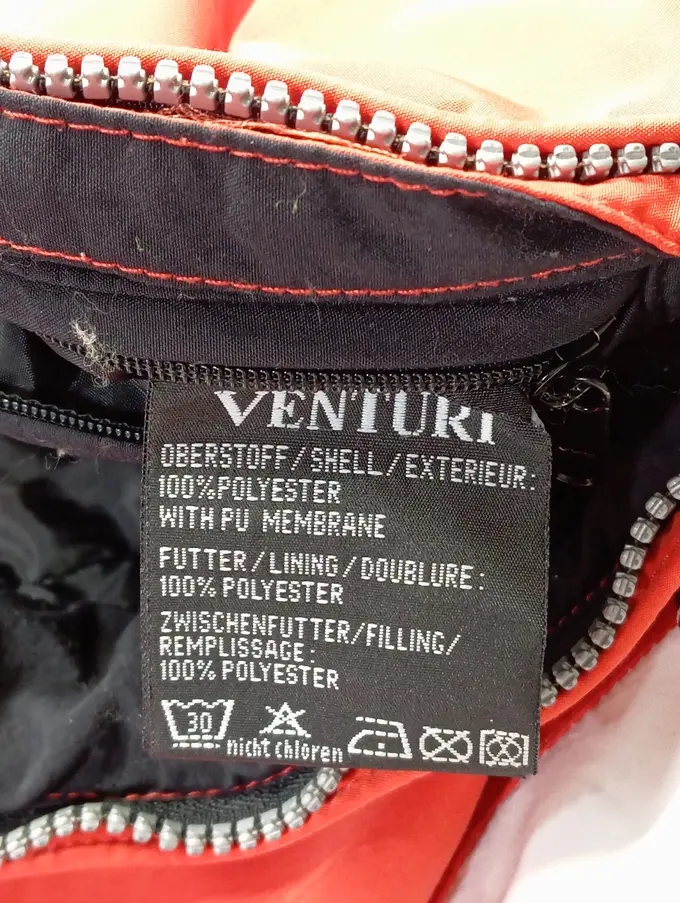 VENTURI
OBERSTOFF/SHELL/EXTERIEUR:
100%POLYESTER
WITH PU MEMBRANE
FUTTER/LINING/DOUBLURE:
100% POLYESTER
ZWISCHENFUTTER/FILLING/
REMPLISSAGE:
100% POLYESTER
30
nicht chloren